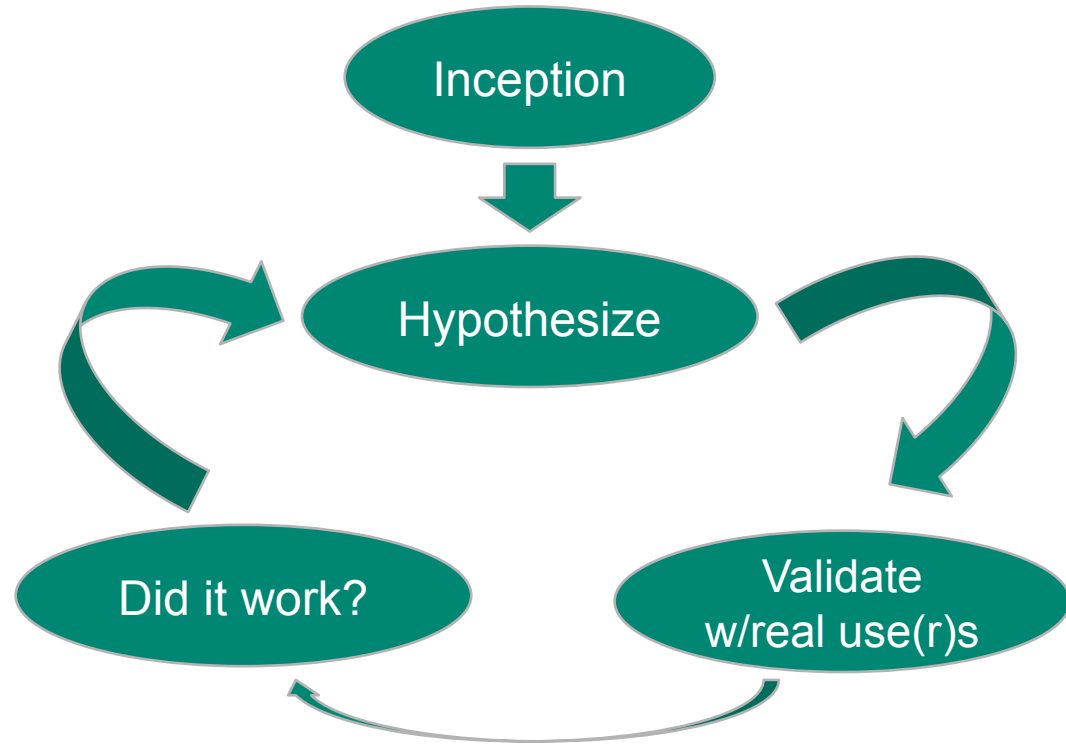 Inception
Hypothesize
Did it work?
Validate
w/real use(r)s